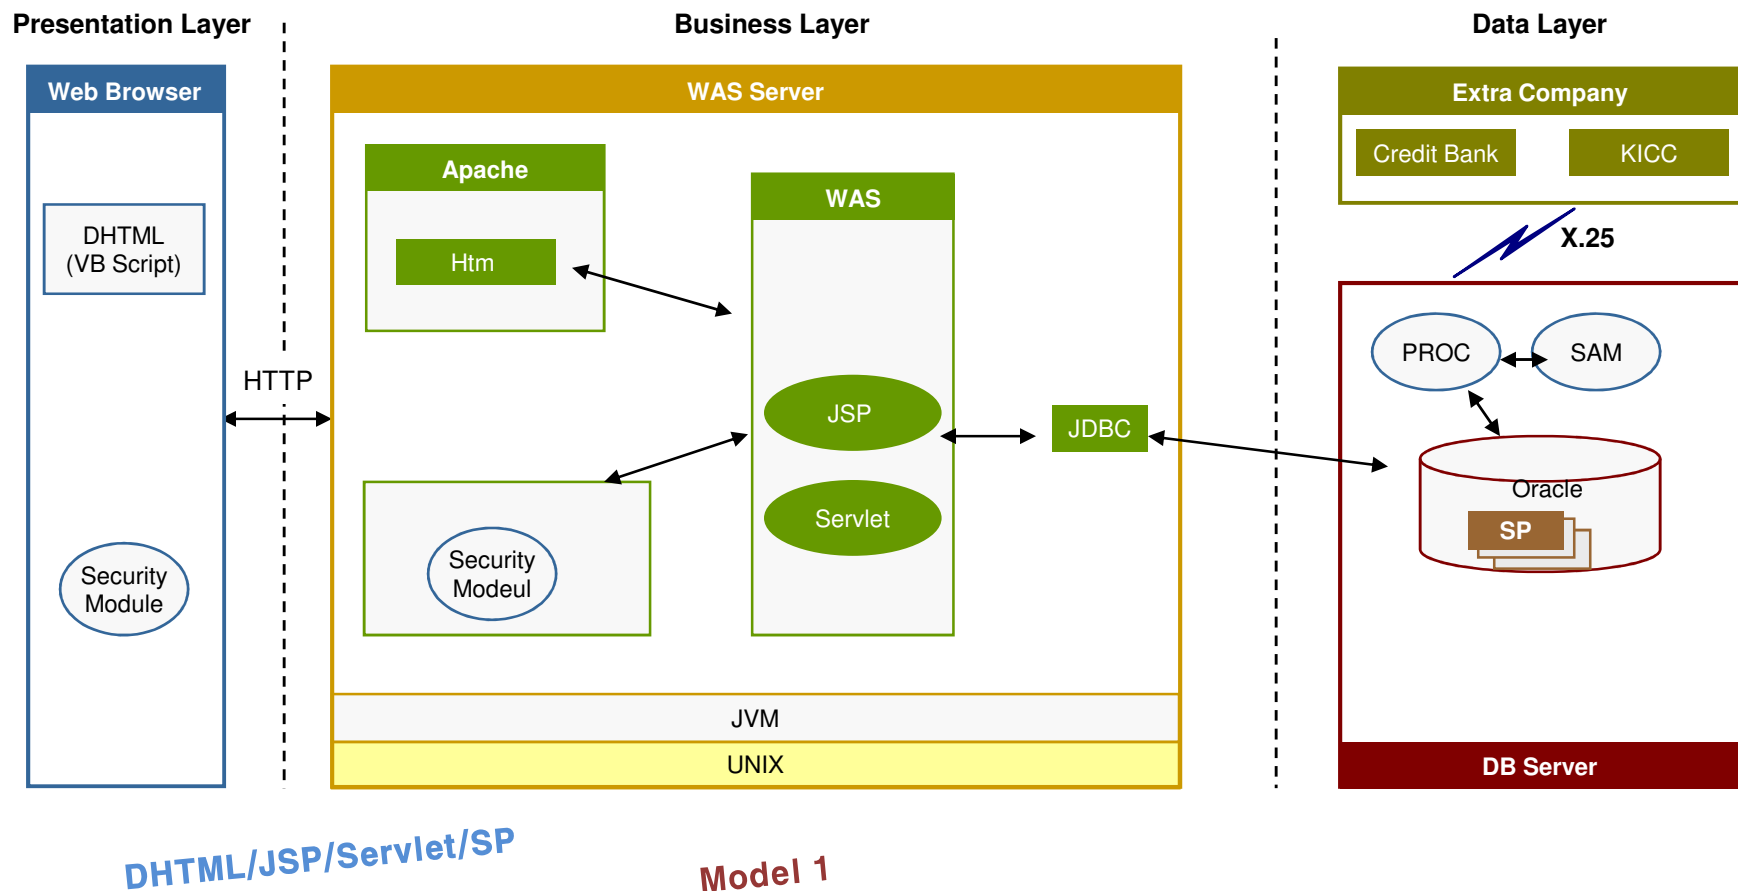 Presentation Layer
Business Layer
Data Layer
Web Browser
DHTML
(VB Script)
Security
Module
HTTP
WAS Server
Apache
Htm
WAS
JSP
Servlet
JDBC
Security
Modeul
JVM
UNIX
Extra Company
Credit Bank
KICC
X.25
PROC
SAM
Oracle
SP
DB Server
DHTML/JSP/Servlet/SP
Model 1